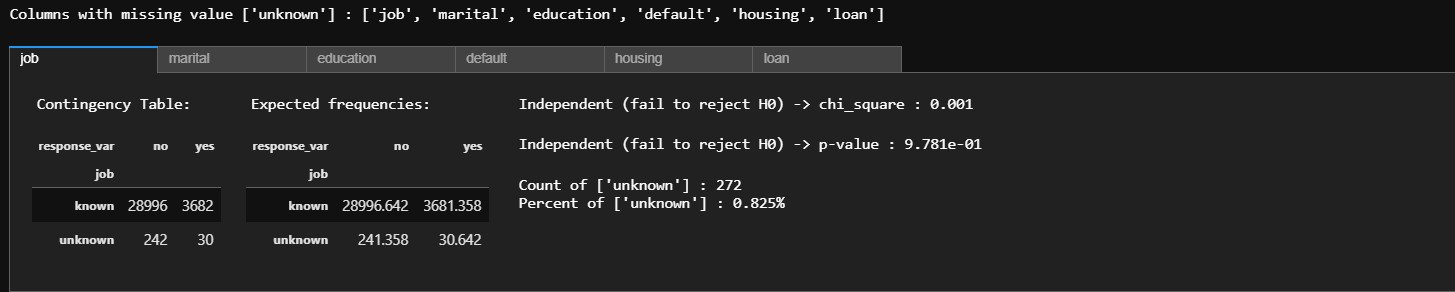 Columns with missing value ['unknown'] : ['job', 'marital', 'education', 'default', 'housing', 'loan']
job marital education default housing loan
Contingency Table: Expected frequencies: Independent (fail to reject H0) -> chi_square : 0.001
response_var no yes response_var no yes Independent (fail to reject H0) -> p-value : 9.781e-01
job job
Count of ['unknown'] : 272
known 28996 3682 known 28996.642 3681.358 Percent of ['unknown'] : 0.825%
unknown 242 30 unknown 241.358 30.642